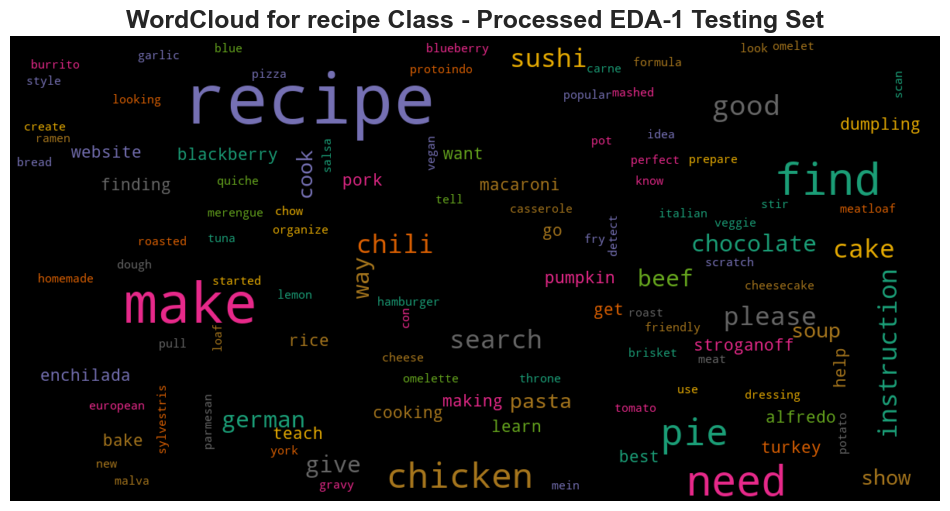 WordCloud for recipe Class - Processed EDA-1 Testing Set
blue
blueberry
look
omelet
burrito
garlic
sushi
carne
formula
style
pizza
protoindo
scan
looking
recipe
popular
mashed
good
create
ramen
dumpling
bread
website
blackberry
cook
salsa
vegan
want
pot
idea
perfect
prepare
find
finding
quiche
pork
macaroni
know
merengue
chow
tell
casserole
italian
stir
meatloaf
roasted
tuna
organize
chili
go
fry
detect
veggie
chocolate
cake
homemade
dough
started
way
pumpkin
beef
scratch
cheesecake
make
lemon
hamburger
con
get
roast
please
instruction
pull
loaf
rice
search
friendly
soup
cheese
brisket
stroganoff
meat
help
enchilada
omelette
throne
use
dressing
european
sylvestris
parmesan
german
cooking
making
pasta
tomato
alfredo
potato
bake
teach
learn
pie
turkey
new
york
give
chicken
best
malva
gravy
mein
need
show